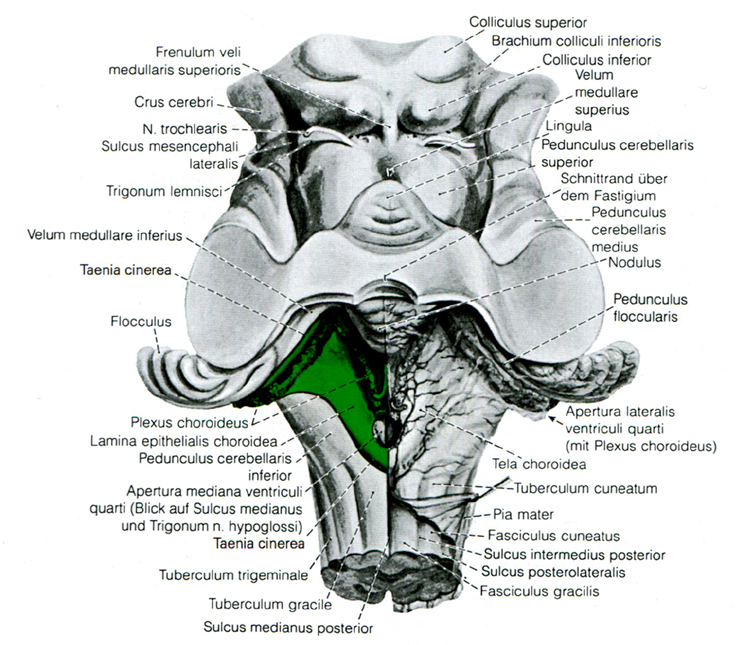 Colliculus superior
Brachium colliculi inferioris
Frenulum veli
medullaris superioris
Colliculus inferior
Velum
medullare
superius
Crus cerebri
N. trochlearis
Lingula
Sulcus mesencephali
lateralis
Pedunculus cerebellaris
superior
Schnittrand über
dem Fastigium
Trigonum lemnisci
Pedunculus
cerebellaris
medius
Velum medullare inferius
Nodulus
Taenia cinerea
Pedunculus
floccularis
Flocculus
Plexus choroideus
Apertura lateralis
ventriculi quarti
(mit Plexus choroideus)
Lamina epithelialis choroidea
Pedunculus cerebellaris
inferior
Tela choroidea
Apertura mediana ventriculi
quarti (Blick auf Sulcus medianus
und Trigonum n. hypoglossi)
Tuberculum cuneatum
Pia mater
Taenia cinerea
Fasciculus cuneatus
Sulcus intermedius posterior
Tuberculum trigeminale
Sulcus posterolateralis
Fasciculus gracilis
Tuberculum gracile
Sulcus medianus posterior